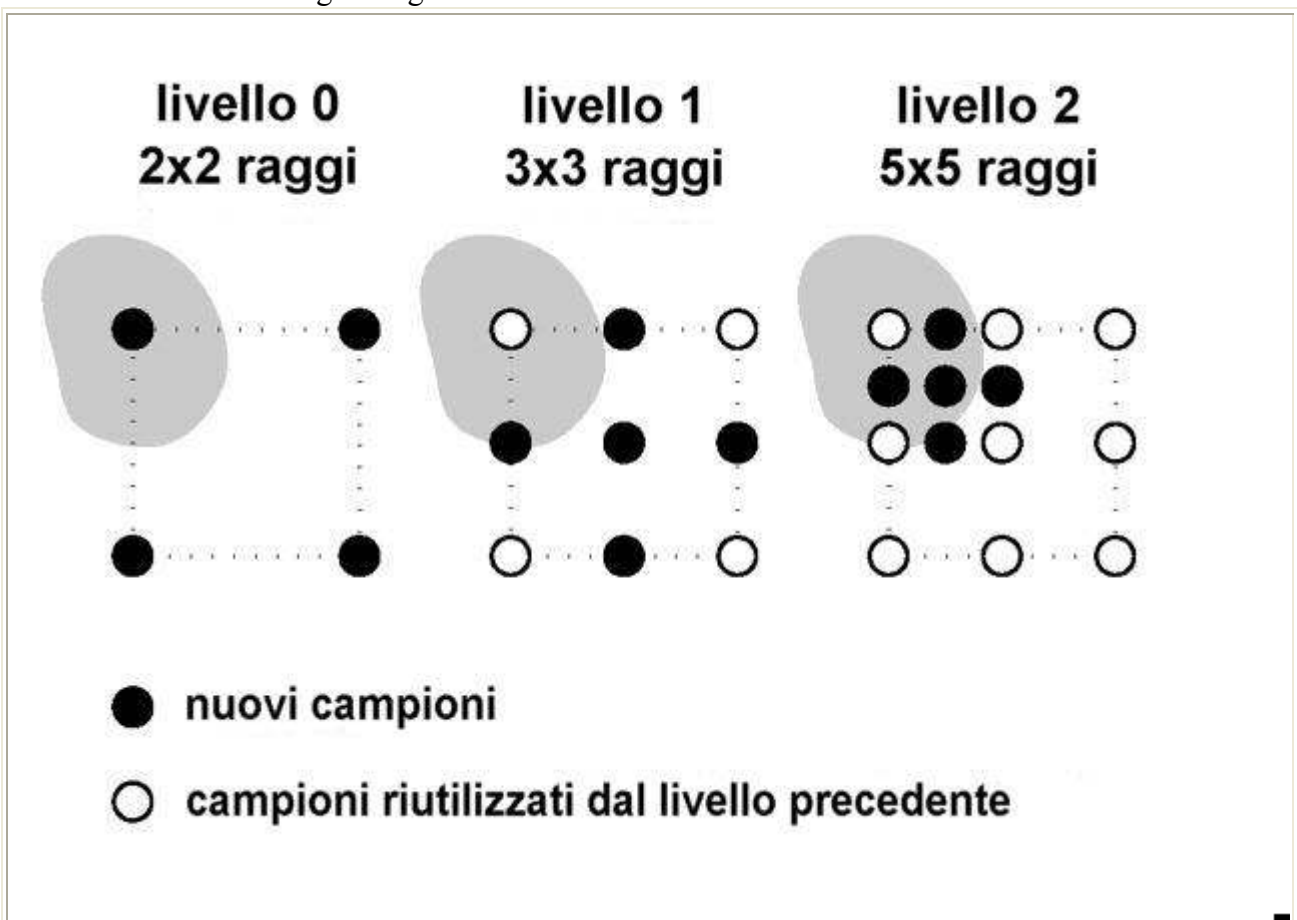 livello 0
2x2 raggi
livello 1
3x3 raggi
livello 2
5x5 raggi
nuovi campioni
campioni riutilizzati dal livello precedente